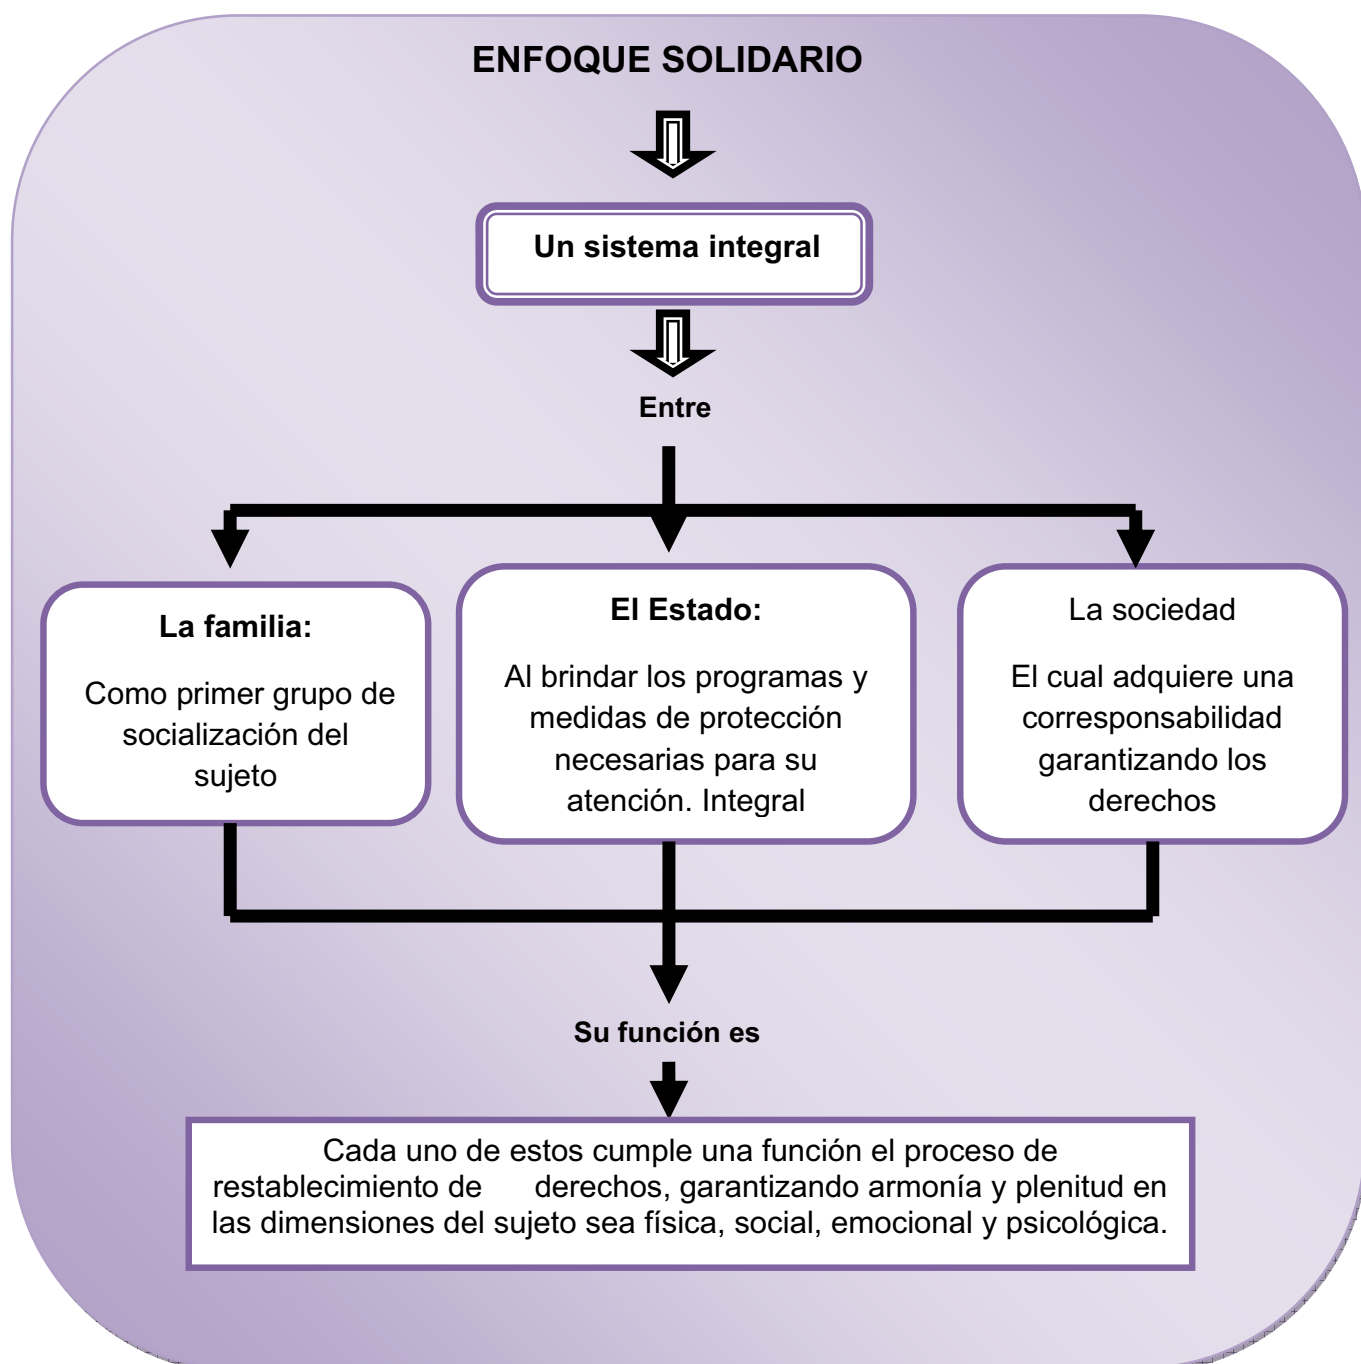 ENFOQUE SOLIDARIO
Un sistema integral
Entre
La familia:
Como primer grupo de
socialización del
sujeto
El Estado:
Al brindar los programas y
medidas de protección
necesarias para su
atención. Integral
La sociedad
El cual adquiere una
corresponsabilidad
garantizando los
derechos
Su función es
Cada uno de estos cumple una función el proceso de
restablecimiento de derechos, garantizando armonía y plenitud en
las dimensiones del sujeto sea física, social, emocional y psicológica.